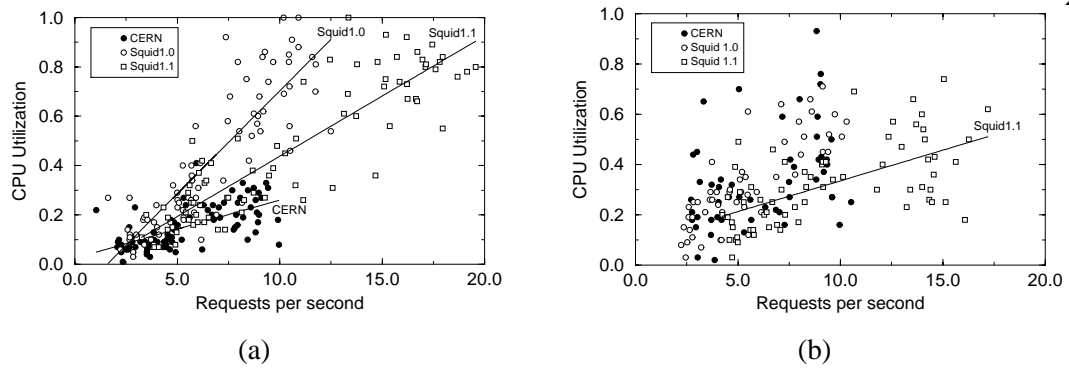 CERN
Squid1.0
Squid1.1
Squid1.0
Squid1.1
CERN
CPU Utilization
1.0
0.8
0.6
0.4
0.2
0.0
0.0 5.0 10.0 15.0 20.0
Requests per second
(a)
CERN
Squid 1.0
Squid 1.1
Squid1.1
CPU Utilization
1.0
0.8
0.6
0.4
0.2
0.0
0.0 5.0 10.0 15.0 20.0
Requests per second
(b)